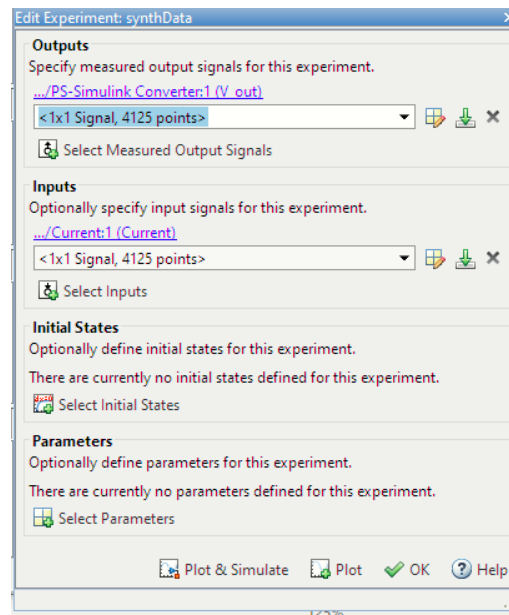 Edit Experiment: synthData
Outputs
Specify measured output signals for this experiment.
.../PS-Simulink Converter:1 (V_out)
<1x1 Signal, 4125 points>
Select Measured Output Signals
Inputs
Optionally specify input signals for this experiment.
.../Current:1 (Current)
<1x1 Signal, 4125 points>
Select Inputs
Initial States
Optionally define initial states for this experiment.
There are currently no initial states defined for this experiment.
Select Initial States
Parameters
Optionally define parameters for this experiment.
There are currently no parameters defined for this experiment.
Select Parameters
Plot & Simulate Plot OK Help